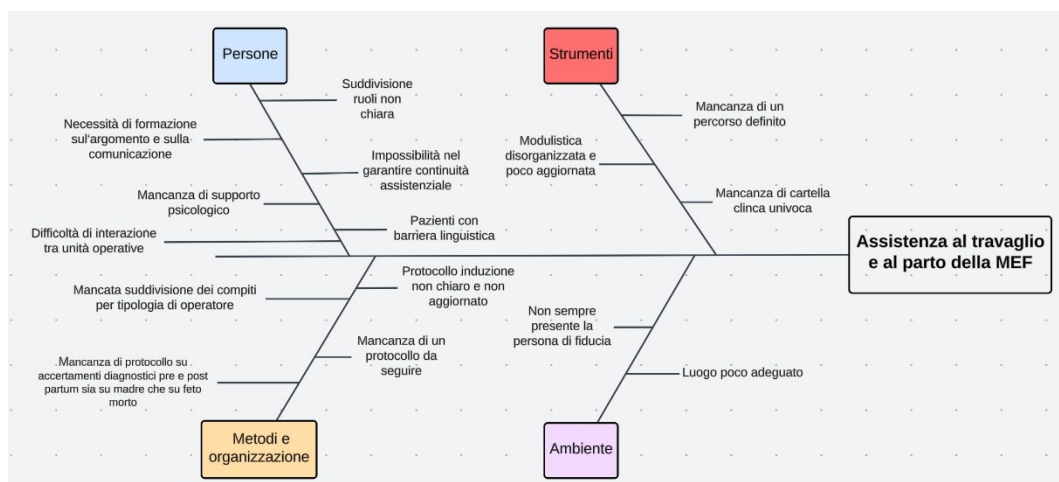 Persone
Strumenti
Suddivisione
ruoli non
chiara
Necessità di formazione
sul'argomento e sulla
comunicazione
Impossibilità nel
garantire continuità
assistenziale
Mancanza di supporto
psicologico
Pazienti con
barriera linguistica
Difficoltà di interazione
tra unità operative
Mancanza di un
percorso definito
Modulistica
disorganizzata e
poco aggiornata
Mancanza di cartella
clinca univoca
Assistenza al travaglio
e al parto della MEF
Protocollo induzione
non chiaro e non
aggiornato
Mancata suddivisione dei compiti
per tipologia di operatore
Mancanza di un
protocollo da
seguire
Mancanza di protocollo su
accertamenti diagnostici pre e post
partum sia su madre che su feto
morto
Non sempre
presente la
persona di fiducia
Luogo poco adeguato
Metodi e
organizzazione
Ambiente